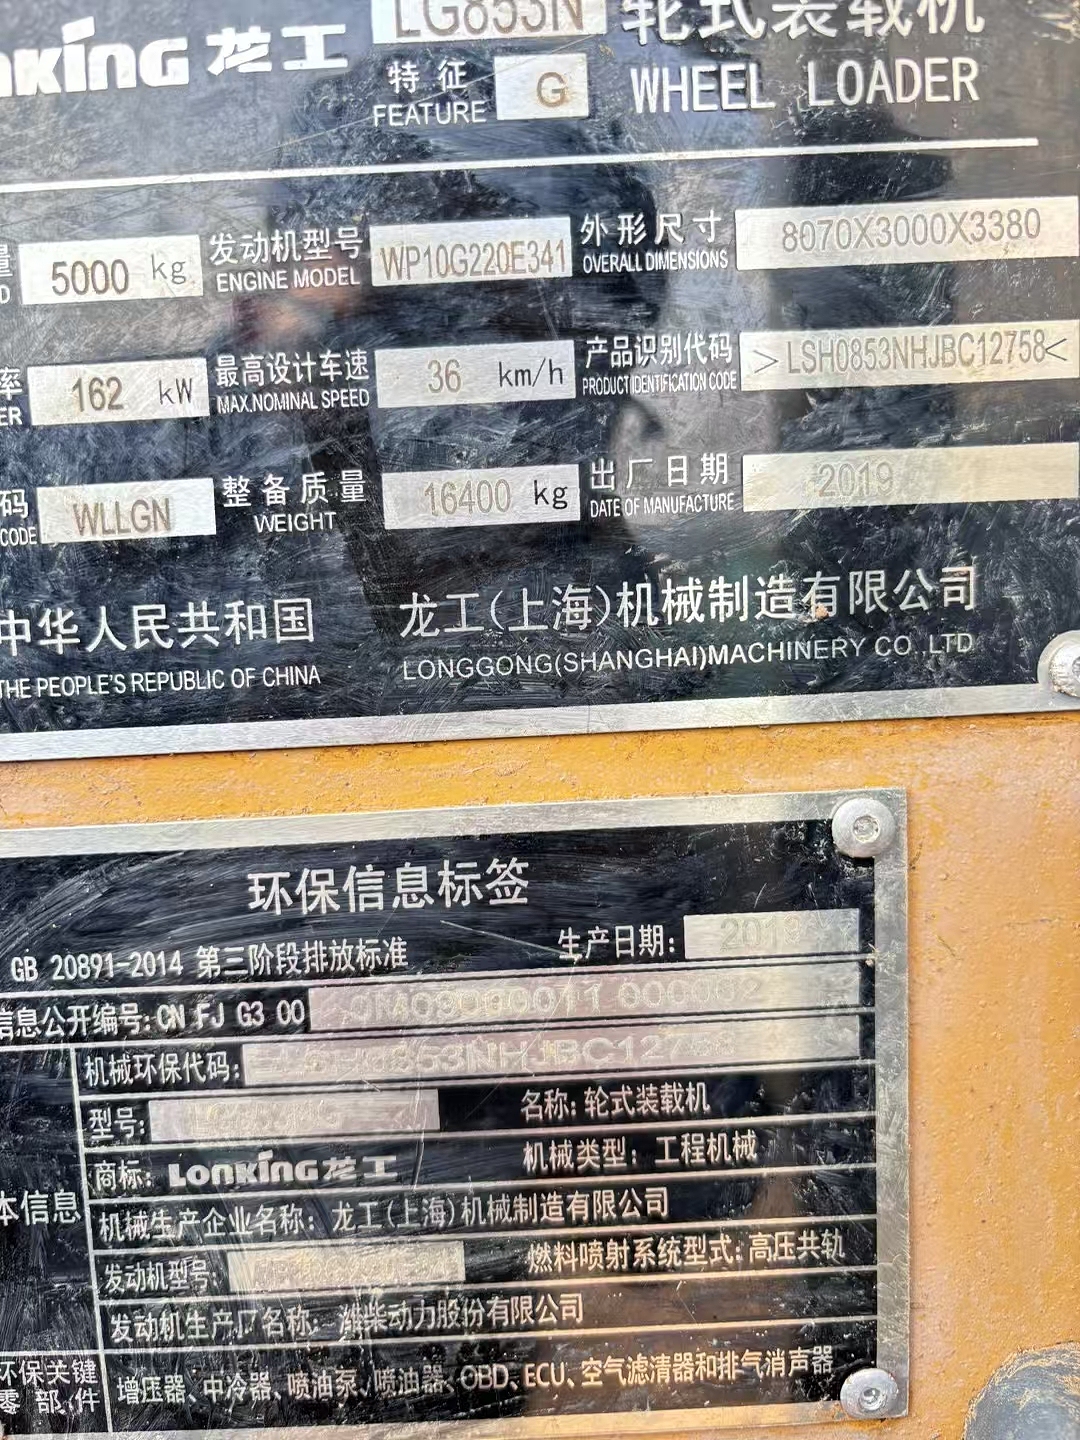 LONKING 龙工 LG853N 轮式装载机
特征 G WHEEL LOADER
FEATURE
5000 kg 发动机型号 WP10G220E341 外形尺寸 8070X3000X3380
ENGINE MODEL OVERALL DIMENSIONS
率 162 kW 最高设计车速 36 km/h 产品识别代码 >LSH0853NHJBC12758<
ER MAX.NOMINAL SPEED PRODUCT IDENTIFICATION CODE
码 WLLGN 整备质量 16400 kg 出厂日期 2019
CODE WEIGHT DATE OF MANUFACTURE
中华人民共和国 龙工(上海)机械制造有限公司
THE PEOPLE'S REPUBLIC OF CHINA LONGGONG(SHANGHAI)MACHINERY CO.,LTD
环保信息标签
GB 20891-2014 第三阶段排放标准 生产日期: 2019
信息公开编号:CN FJ G3 00
机械环保代码:
型号: 名称: 轮式装载机
商标: LONKING 龙工 机械类型: 工程机械
本信息 机械生产企业名称: 龙工(上海)机械制造有限公司
发动机型号: 燃料喷射系统型式:高压共轨
发动机生产厂名称: 潍柴动力股份有限公司
环保关键
零部件 增压器、中冷器、喷油泵、喷油器、OBD、ECU、空气滤清器和排气消声器